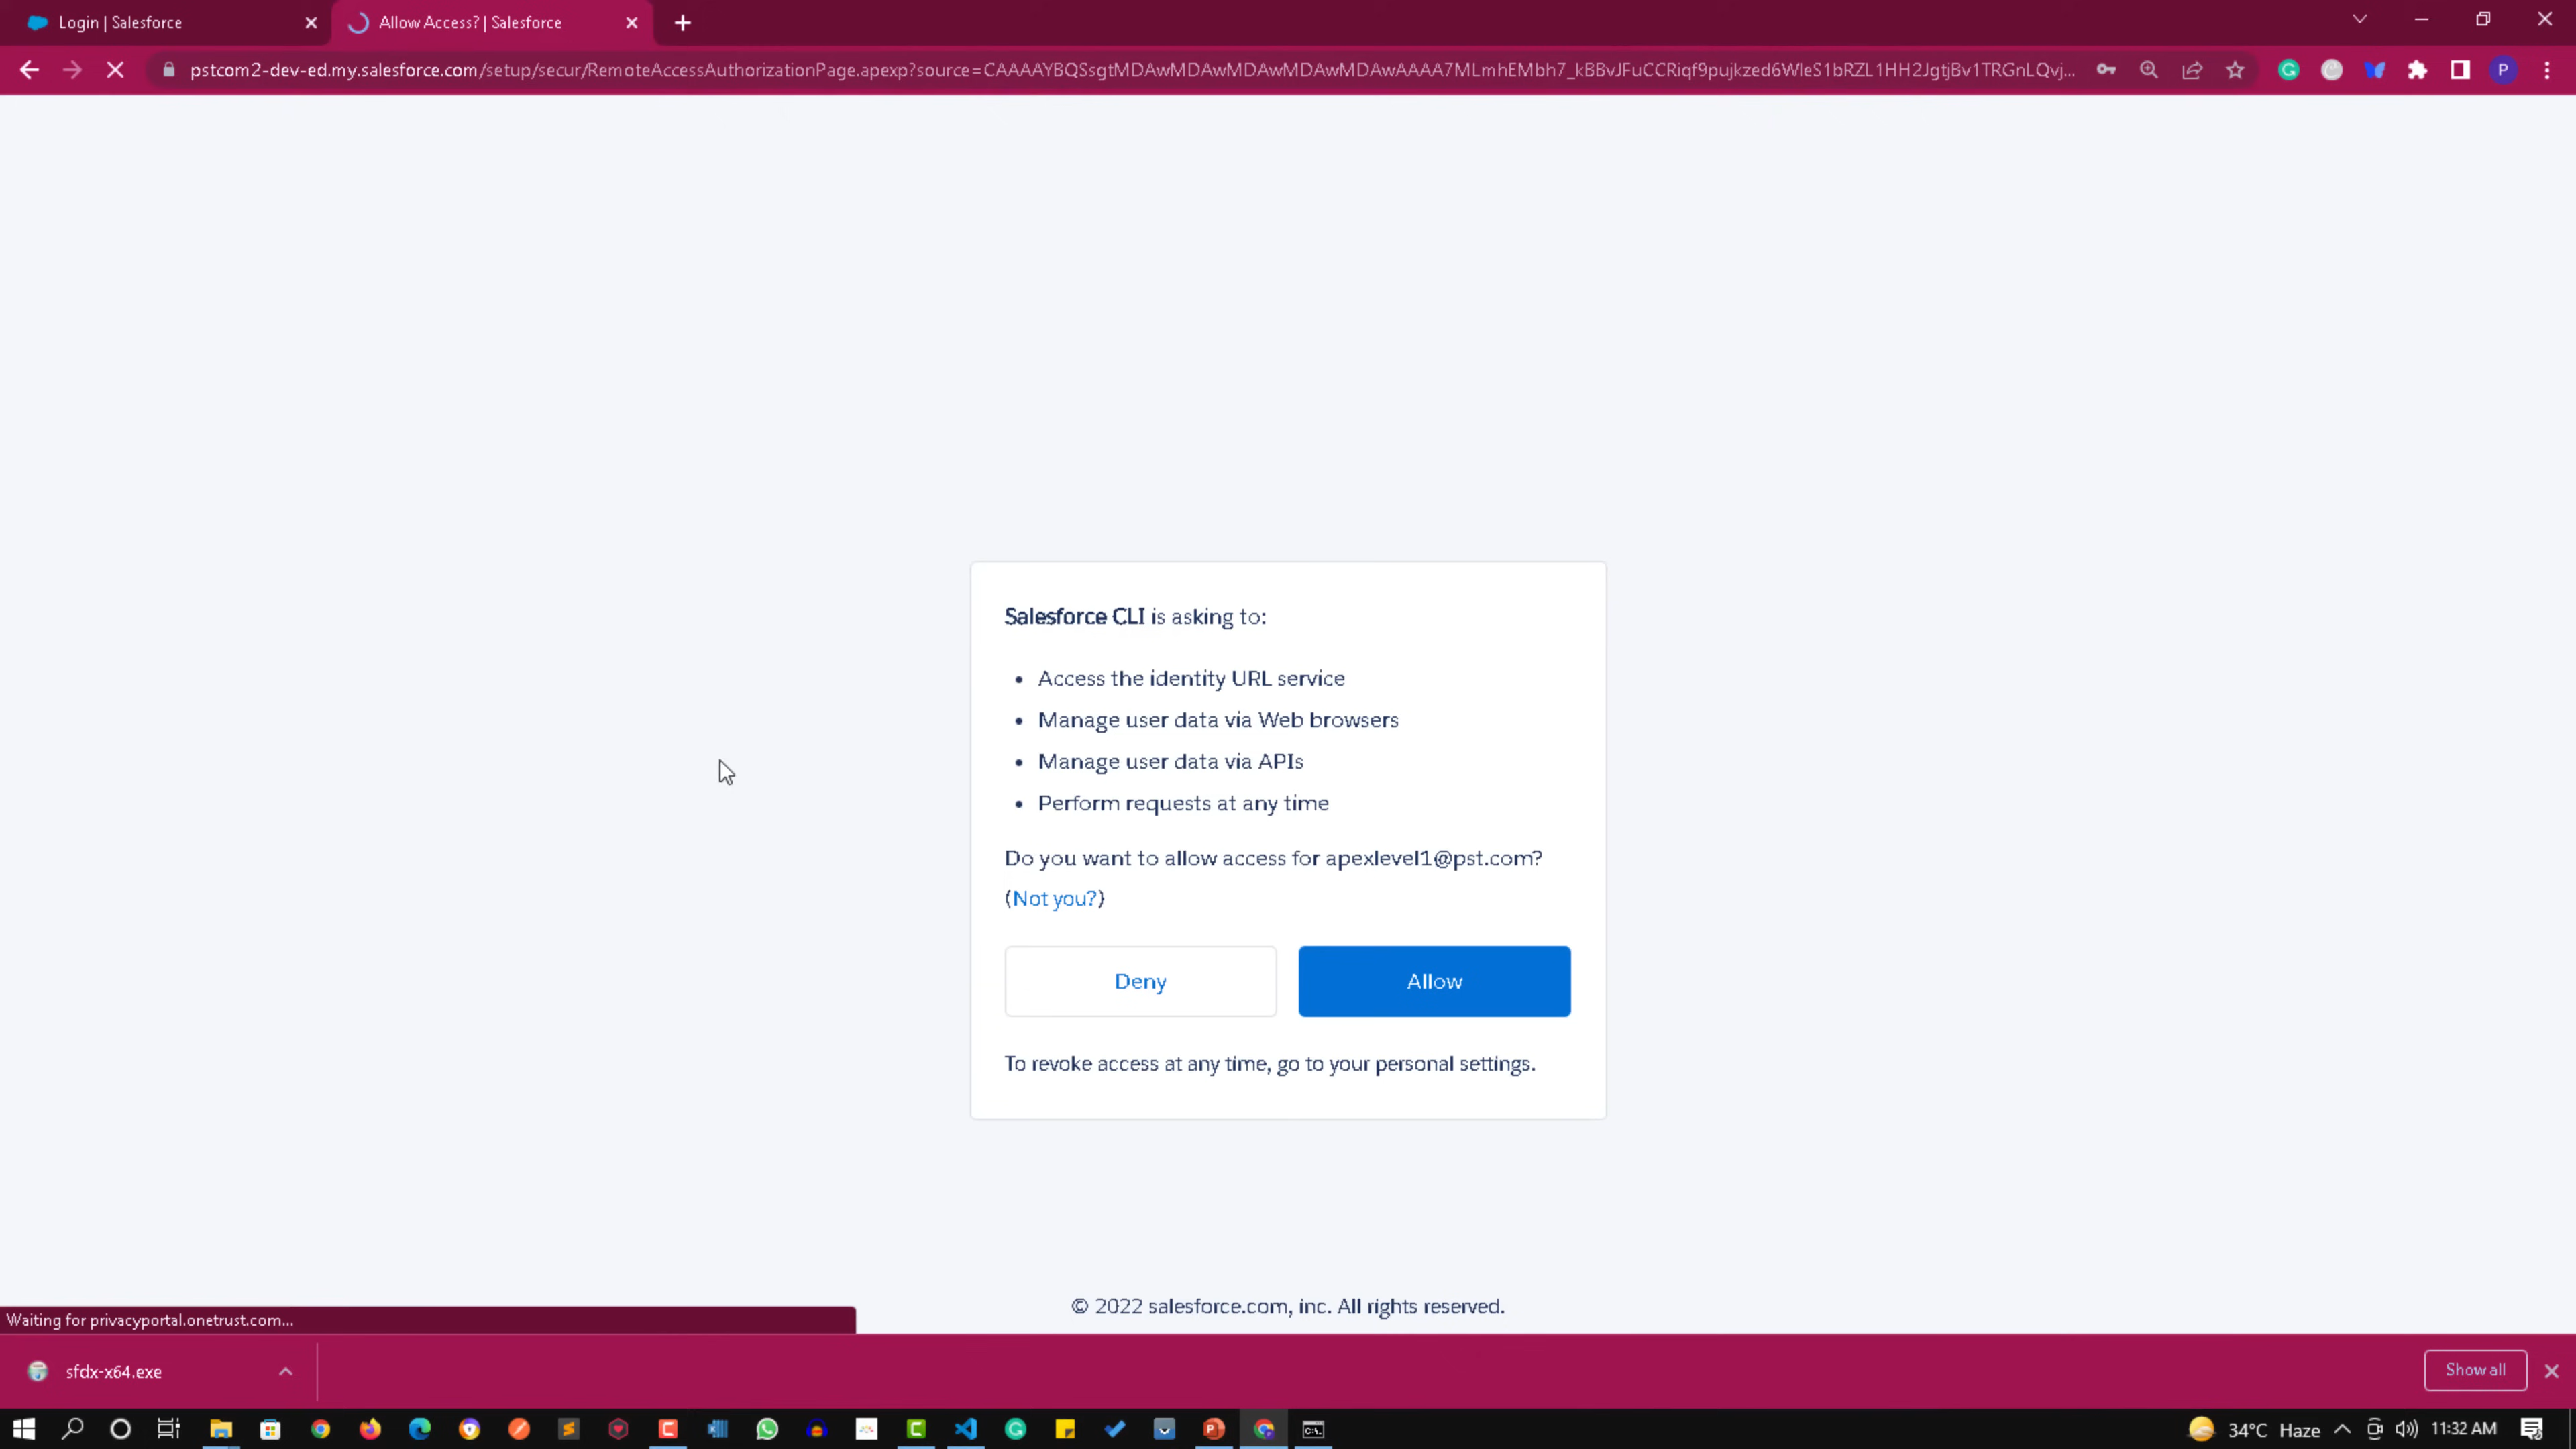 Login | Salesforce
Allow Access? | Salesforce
pstcom2-dev-ed.my.salesforce.com/setup/secur/RemoteAccessAuthorizationPage.apexp?source=CAAAAYBQSsgtMDAwMDAwMDAwMDAwMDAwAAAA7MLmhEMbh7_kBBvJFuCCRiqf9pujkzed6WIeS1bRZL1HH2JgtjBv1TRGnLQvj...
P
Salesforce CLI is asking to:
• Access the identity URL service
• Manage user data via Web browsers
• Manage user data via APIs
• Perform requests at any time
Do you want to allow access for apexlevel1@pst.com?
(Not you?)
Deny
Allow
To revoke access at any time, go to your personal settings.
© 2022 salesforce.com, inc. All rights reserved.
Waiting for privacyportal.onetrust.com...
sfdx-x64.exe
Show all
34°C Haze
11:32 AM